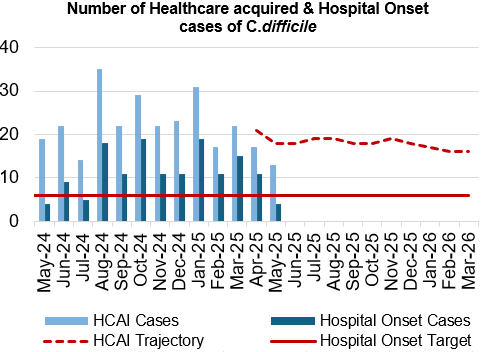 Number of Healthcare acquired & Hospital Onset
cases of C.difficile
40
30
20
10
0
May-24
Jun-24
Jul-24
Aug-24
Sep-24
Oct-24
Nov-24
Dec-24
Jan-25
Feb-25
Mar-25
Apr-25
May-25
Jun-25
Jul-25
Aug-25
Sep-25
Oct-25
Nov-25
Dec-25
Jan-26
Feb-26
Mar-26
HCAI Cases
Hospital Onset Cases
HCAI Trajectory
Hospital Onset Target